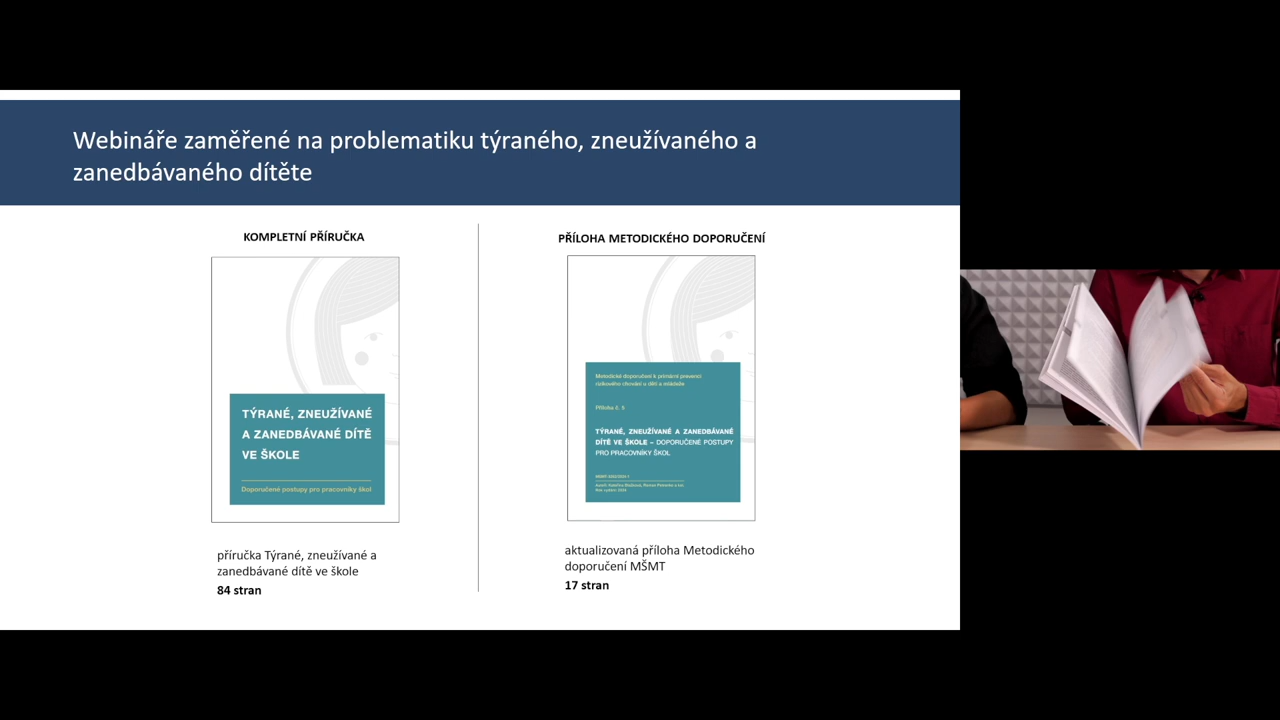 Webináře zaměřené na problematiku týraného, zneužívaného a
zanedbávaného dítěte
KOMPLETNÍ PŘÍRUČKA
TÝRANÉ, ZNEUŽÍVANÉ
A ZANEDBÁVANÉ DÍTĚ
VE ŠKOLE
Doporučené postupy pro pracovníky škol
příručka Týrané, zneužívané a
zanedbávané dítě ve škole
84 stran
PŘÍLOHA METODICKÉHO DOPORUČENÍ
Metodické doporučení k primární prevenci
rizikového chování u dětí a mládeže
Příloha č. 5
TÝRANÉ, ZNEUŽÍVANÉ A ZANEDBÁVANÉ
DÍTĚ VE ŠKOLE – DOPORUČENÉ POSTUPY
PRO PRACOVNÍKY ŠKOL
aktualizovaná příloha Metodického
doporučení MŠMT
17 stran